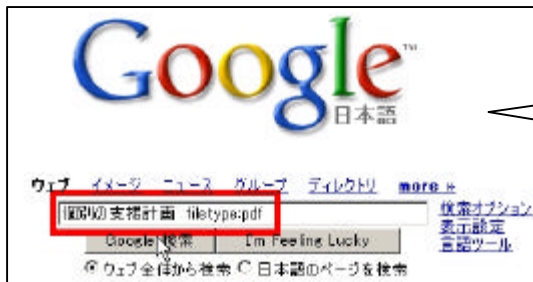 Google™
日本語
ウェブ イメージ ニュース グループ ディレクトリ more »
個別の支援計画 filetype:pdf
検索オプション
表示設定
言語ツール
Google 検索 I'm Feeling Lucky
ウェブ全体から検索 日本語のページを検索